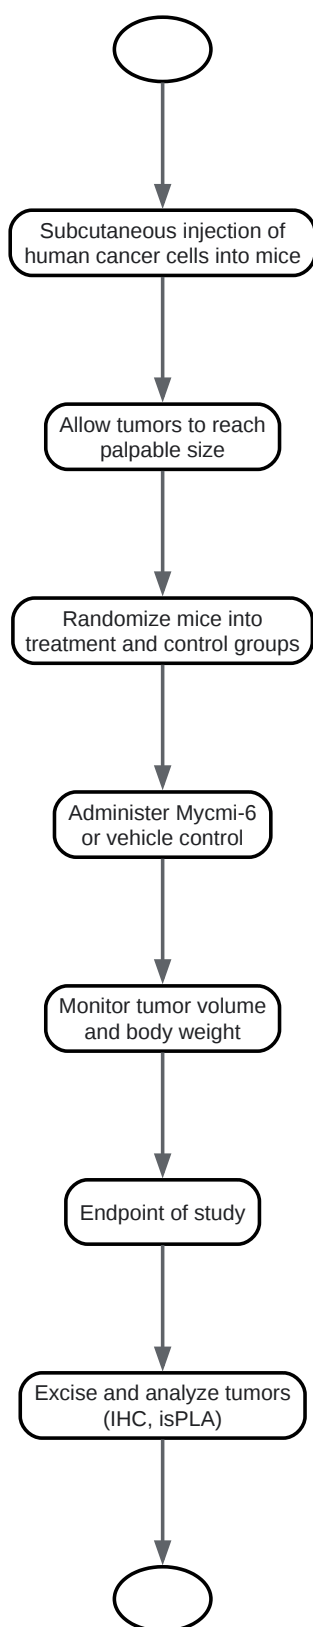 Subcutaneous injection of
human cancer cells into mice
Allow tumors to reach
palpable size
Randomize mice into
treatment and control groups
Administer Mycmi-6
or vehicle control
Monitor tumor volume
and body weight
Endpoint of study
Excise and analyze tumors
(IHC, isPLA)